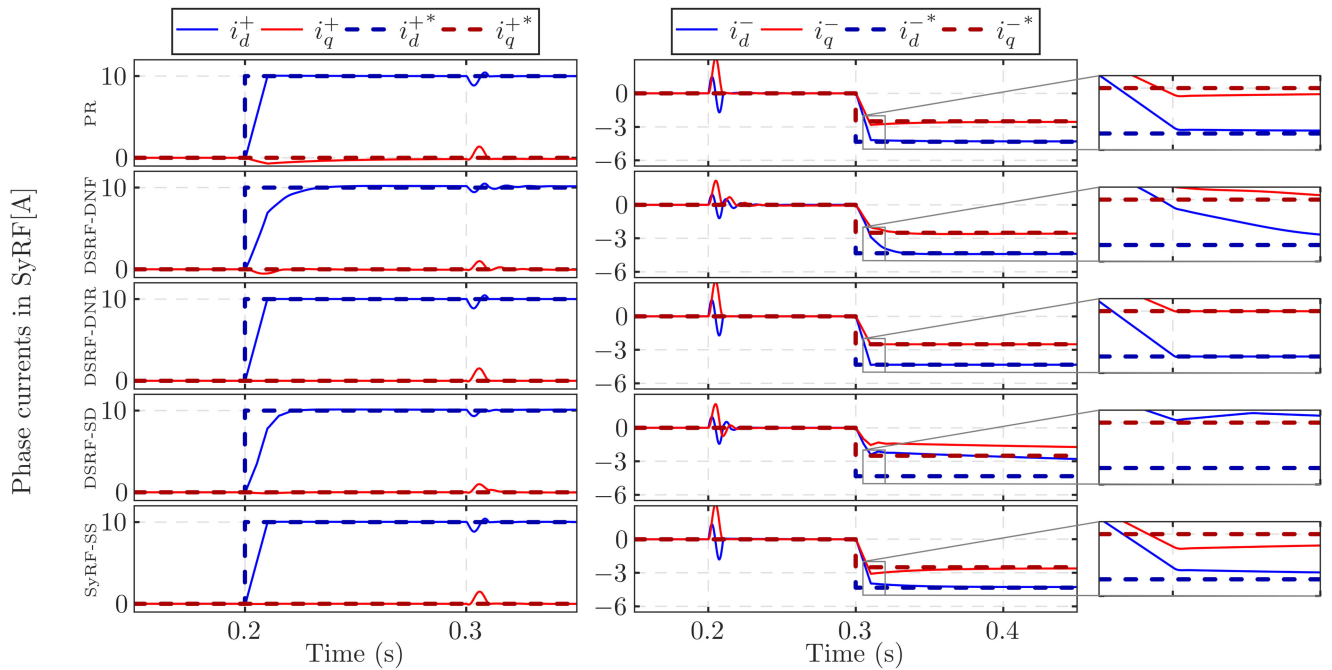 i_d^+ i_q^+ i_d^{+*} i_q^{+*}
i_d^- i_q^- i_d^{-*} i_q^{-*}
Phase currents in SyRF[A]
PR
10
0
0
−3
−6
DSRF-DNF
10
0
0
−3
−6
DSRF-DNR
10
0
0
−3
−6
DSRF-SD
10
0
0
−3
−6
SyRF-SS
10
0
0
−3
−6
0.2 0.3
0.2 0.3 0.4
Time (s)
Time (s)